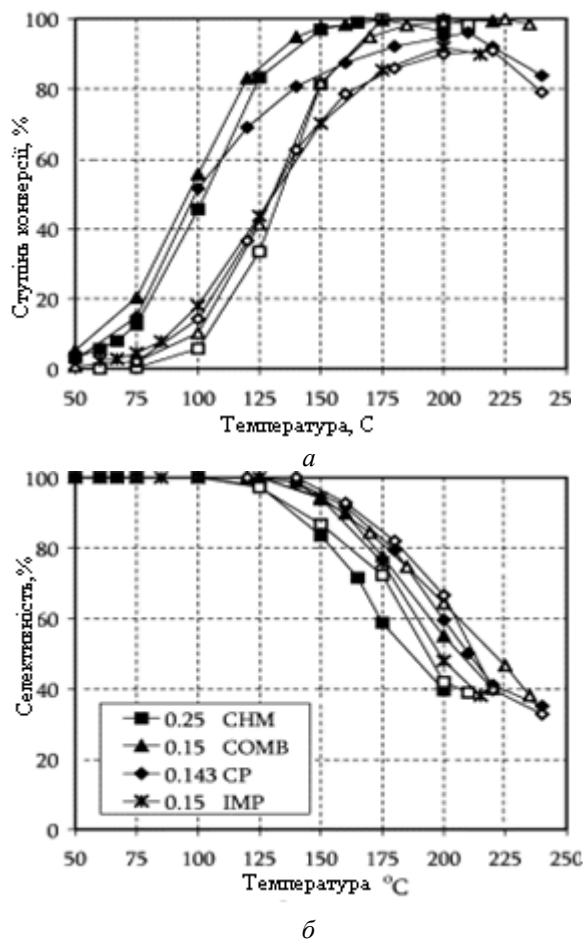 Ступінь конверсії, %
100
80
60
40
20
0
50 75 100 125 150 175 200 225 250
Температура, С
а
Селективність,%
100
80
60
40
20
0
0.25 CHM
0.15 COMB
0.143 CP
0.15 IMP
50 75 100 125 150 175 200 225 250
Температура °С
б